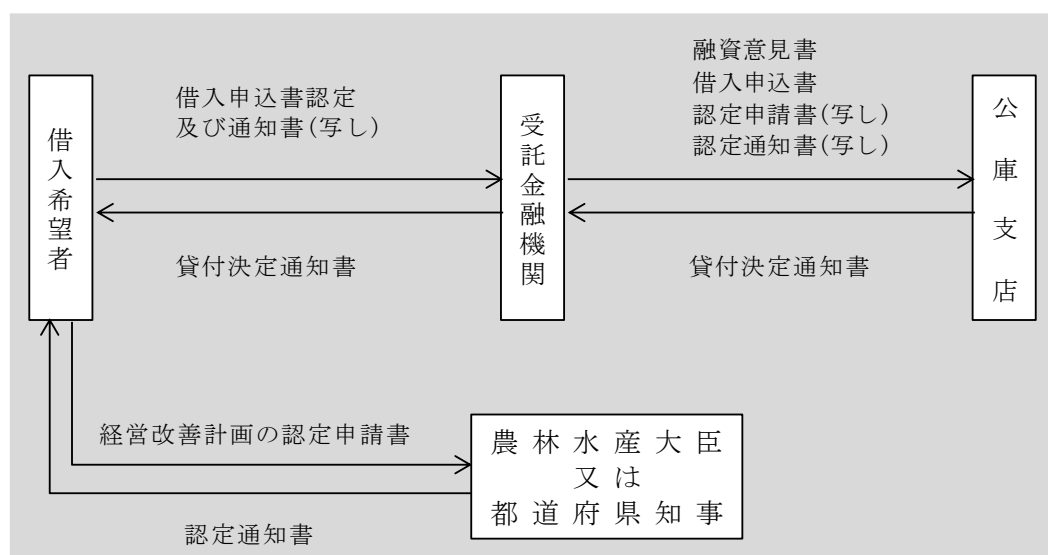 借入希望者
借入申込書認定
及び通知書(写し)
受託金融機関
融資意見書
借入申込書
認定申請書(写し)
認定通知書(写し)
公庫支店
貸付決定通知書
貸付決定通知書
経営改善計画の認定申請書
農林水産大臣
又は
都道府県知事
認定通知書